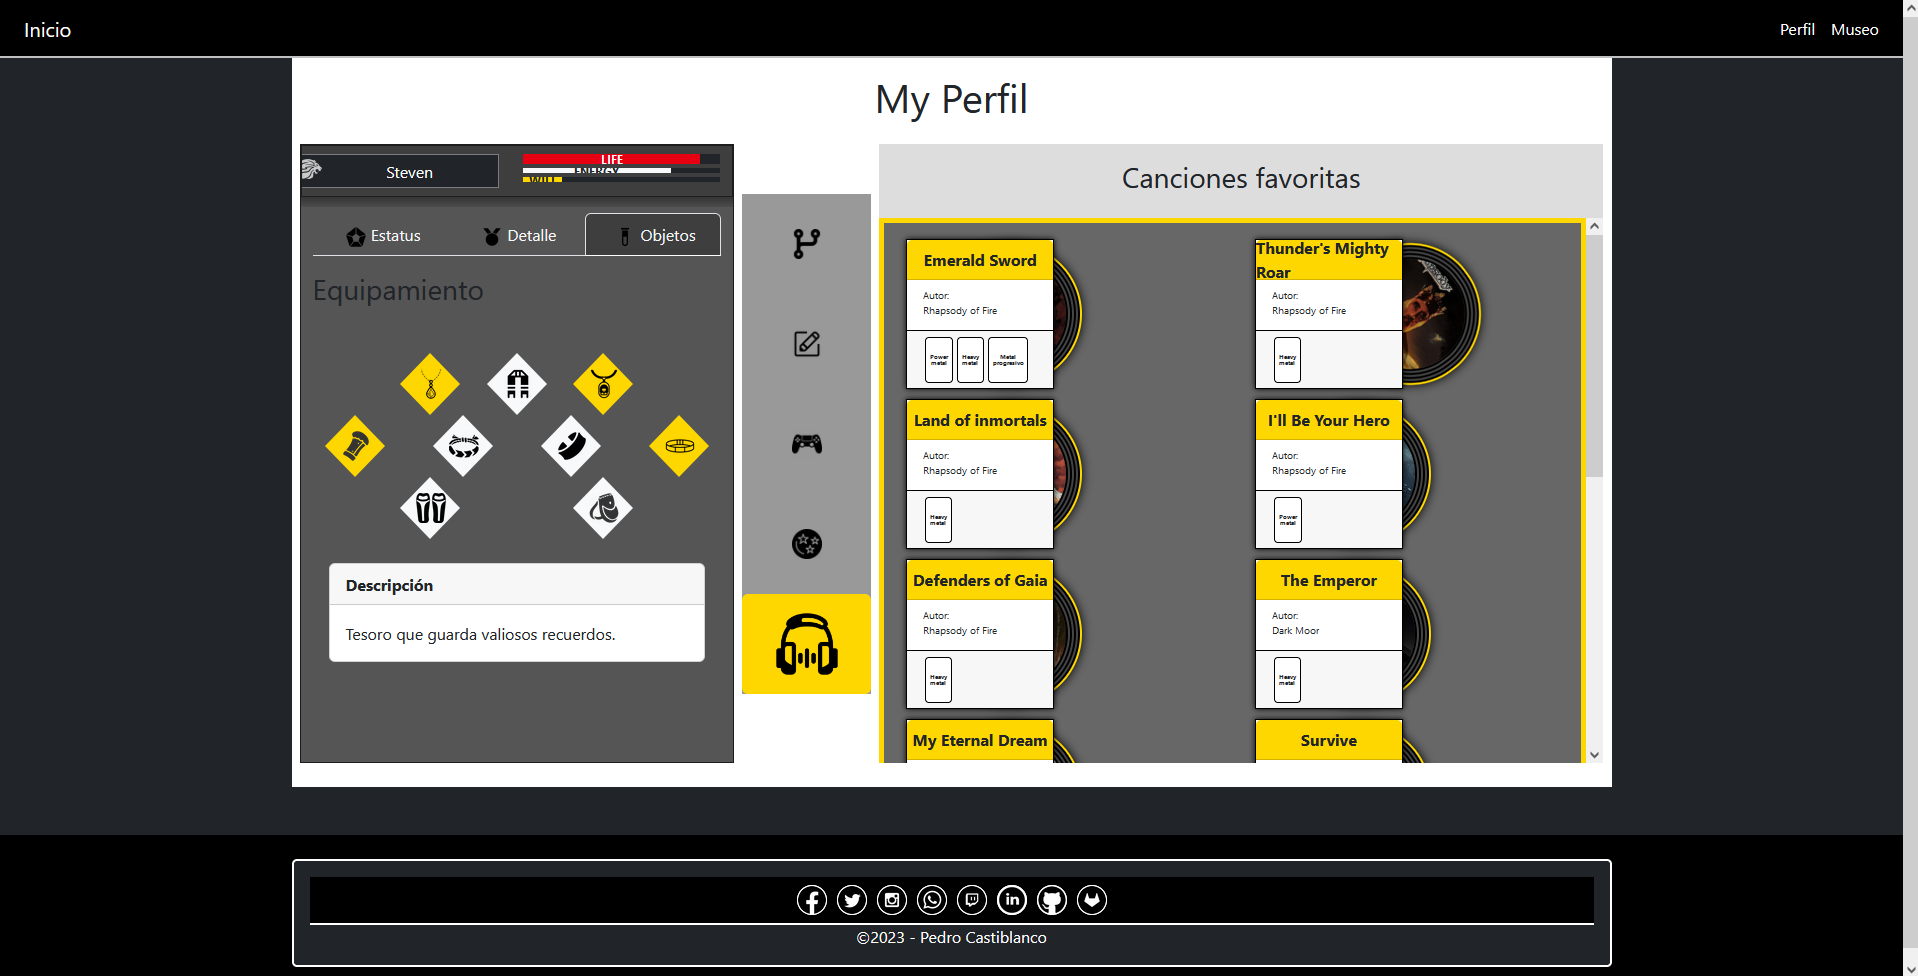 Inicio
Perfil
Museo
My Perfil
Steven
LIFE
ENERGY
WILL
Estatus
Detalle
Objetos
Equipamiento
Descripción
Tesoro que guarda valiosos recuerdos.
Canciones favoritas
Emerald Sword
Autor:
Rhapsody of Fire
Power
metal
Heavy
metal
Metal
progresivo
Thunder's Mighty
Roar
Autor:
Rhapsody of Fire
Heavy
metal
Land of inmortals
Autor:
Rhapsody of Fire
Heavy
metal
I'll Be Your Hero
Autor:
Rhapsody of Fire
Power
metal
Defenders of Gaia
Autor:
Rhapsody of Fire
Heavy
metal
The Emperor
Autor:
Dark Moor
Heavy
metal
My Eternal Dream
Survive
©2023 - Pedro Castiblanco